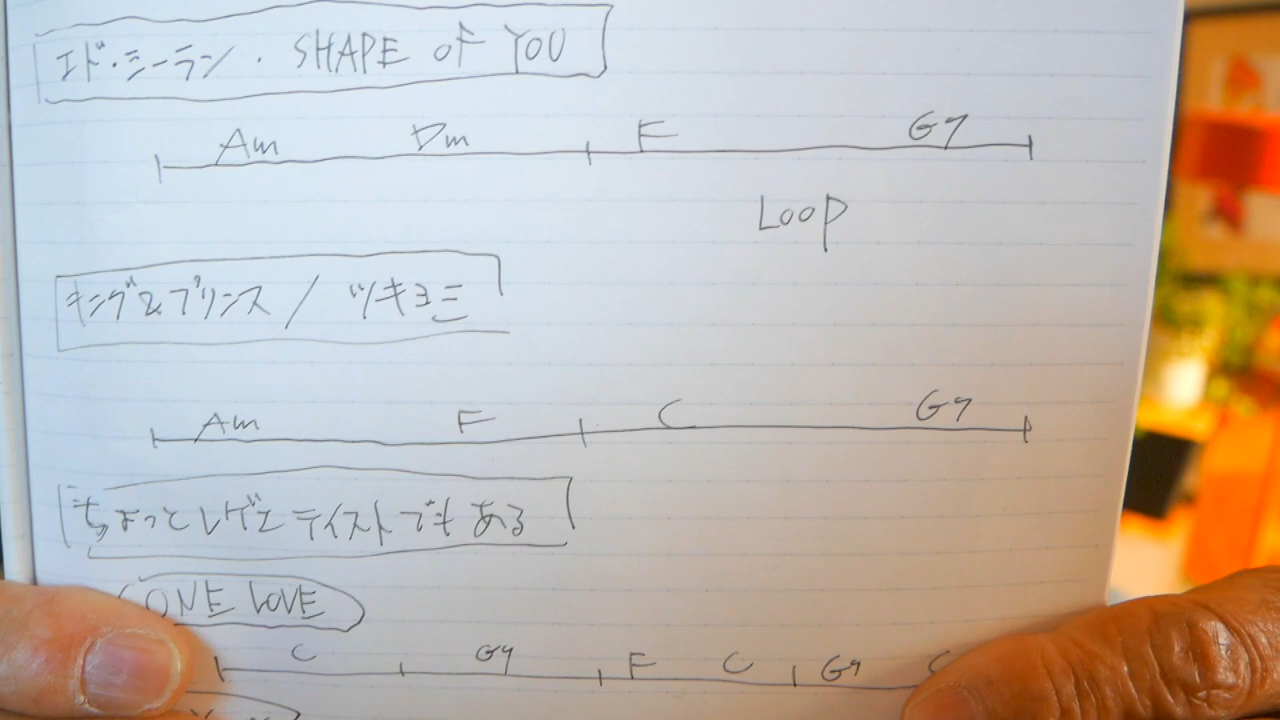 エド・シーラン・SHAPE OF YOU
Am Dm F G7
LOOP
キング&プリンス / ツキヨミ
Am F C G7
ちょっとレゲエテイストでもある
ONE LOVE
C G7 F C G7 C